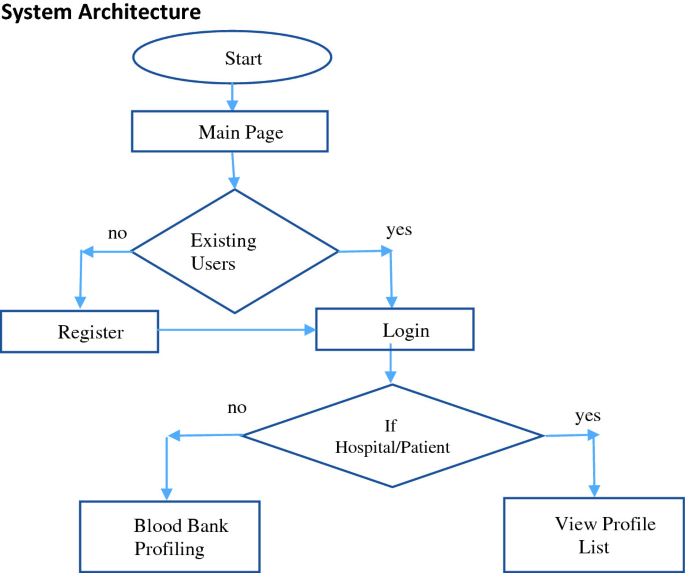 System Architecture
Start
Main Page
no
yes
Existing
Users
Register
Login
no
yes
If
Hospital/Patient
Blood Bank
Profiling
View Profile
List